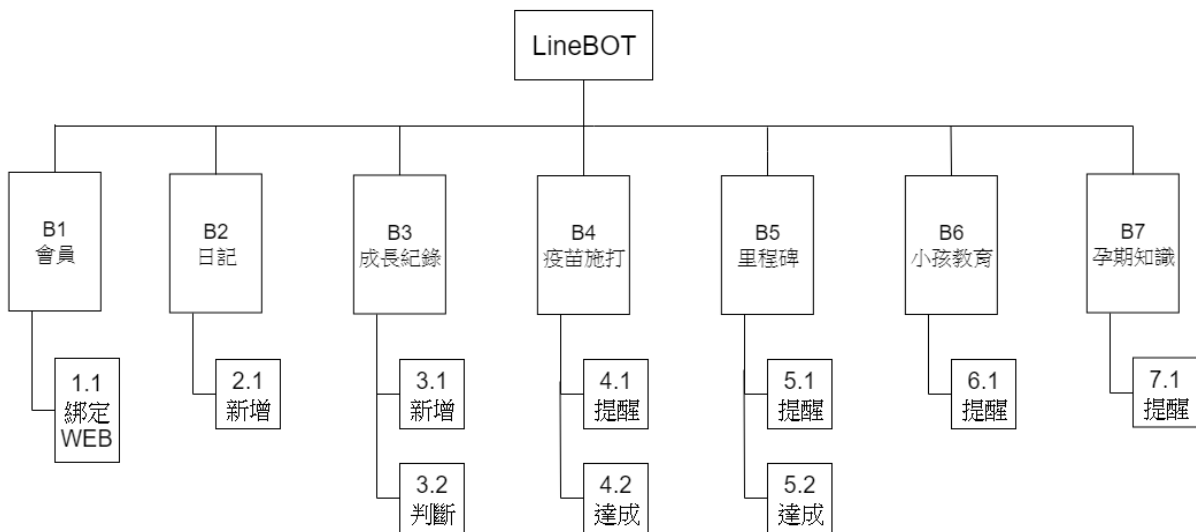 LineBOT
B1
會員
B2
日記
B3
成長紀錄
B4
疫苗施打
B5
里程碑
B6
小孩教育
B7
孕期知識
1.1
綁定
WEB
2.1
新增
3.1
新增
4.1
提醒
5.1
提醒
6.1
提醒
7.1
提醒
3.2
判斷
4.2
達成
5.2
達成